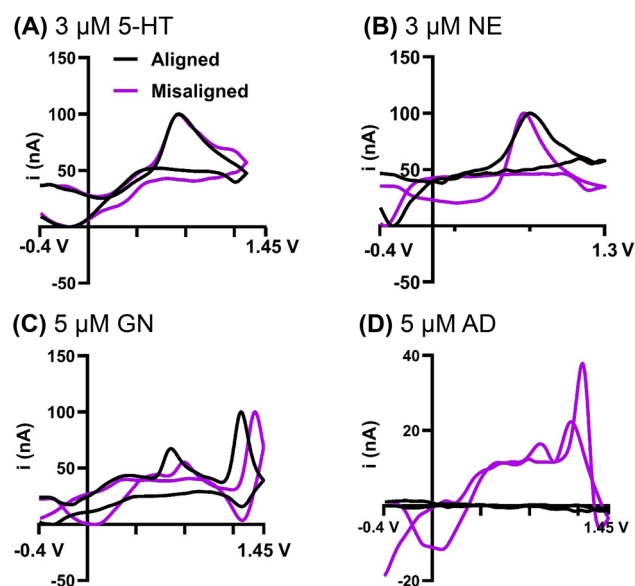 (A) 3 µM 5-HT
Aligned
Misaligned
150
100
50
-50
i (nA)
-0.4 V
1.45 V
(B) 3 µM NE
150
100
50
-50
i (nA)
-0.4 V
1.3 V
(C) 5 µM GN
150
100
50
-50
i (nA)
-0.4 V
1.45 V
(D) 5 µM AD
40
20
-20
i (nA)
-0.4 V
1.45 V